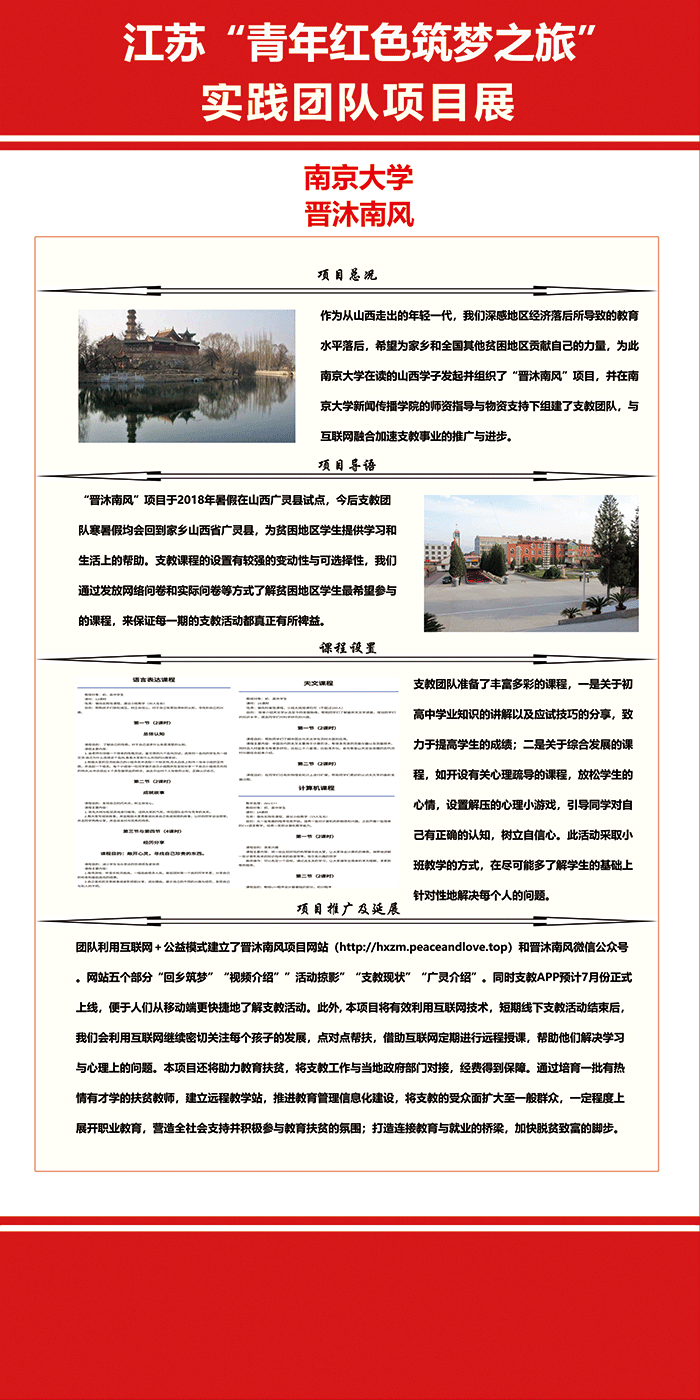 江苏“青年红色筑梦之旅”
实践团队项目展
南京大学
晋沐南风
项目总况
作为从山西走出的年轻一代，我们深感地区经济落后所导致的教育
水平落后，希望为家乡和全国其他贫困地区贡献自己的力量，为此
南京大学在读的山西学子发起并组织了“晋沐南风”项目，并在南
京大学新闻传播学院的师资指导与物资支持下组建了支教团队，与
互联网融合加速支教事业的推广与进步。
项目导语
“晋沐南风”项目于2018年暑假在山西广灵县试点，今后支教团
队寒暑假均会回到家乡山西省广灵县，为贫困地区学生提供学习和
生活上的帮助。支教课程的设置有较强的变动性与可选择性，我们
通过发放网络问卷和实际问卷等方式了解贫困地区学生最希望参与
的课程，来保证每一期的支教活动都真正有所裨益。
课程设置
语言表达课程
第一节（2课时）
总体认知
第二节（2课时）
成就故事
第三节与第四节（4课时）
经历分享
课程目的：敞开心灵，寻找自己珍贵的东西。
天文课程
第一节（2课时）
第二节（2课时）
计算机课程
第一节（2课时）
第二节（2课时）
支教团队准备了丰富多彩的课程，一是关于初
高中学业知识的讲解以及应试技巧的分享，致
力于提高学生的成绩；二是关于综合发展的课
程，如开设有关心理疏导的课程，放松学生的
心情，设置解压的心理小游戏，引导同学对自
己有正确的认知，树立自信心。此活动采取小
班教学的方式，在尽可能多了解学生的基础上
针对性地解决每个人的问题。
项目推广及延展
团队利用互联网＋公益模式建立了晋沐南风项目网站（http://hxzm.peaceandlove.top）和晋沐南风微信公众号
。网站五个部分“回乡筑梦”“视频介绍”“活动掠影”“支教现状”“广灵介绍”。同时支教APP预计7月份正式
上线，便于人们从移动端更快捷地了解支教活动。此外，本项目将有效利用互联网技术，短期线下支教活动结束后，
我们会利用互联网继续密切关注每个孩子的发展，点对点帮扶，借助互联网定期进行远程授课，帮助他们解决学习
与心理上的问题。本项目还将助力教育扶贫，将支教工作与当地政府部门对接，经费得到保障。通过培育一批有热
情有才学的扶贫教师，建立远程教学站，推进教育管理信息化建设，将支教的受众面扩大至一般群众，一定程度上
展开职业教育，营造全社会支持并积极参与教育扶贫的氛围；打造连接教育与就业的桥梁，加快脱贫致富的脚步。